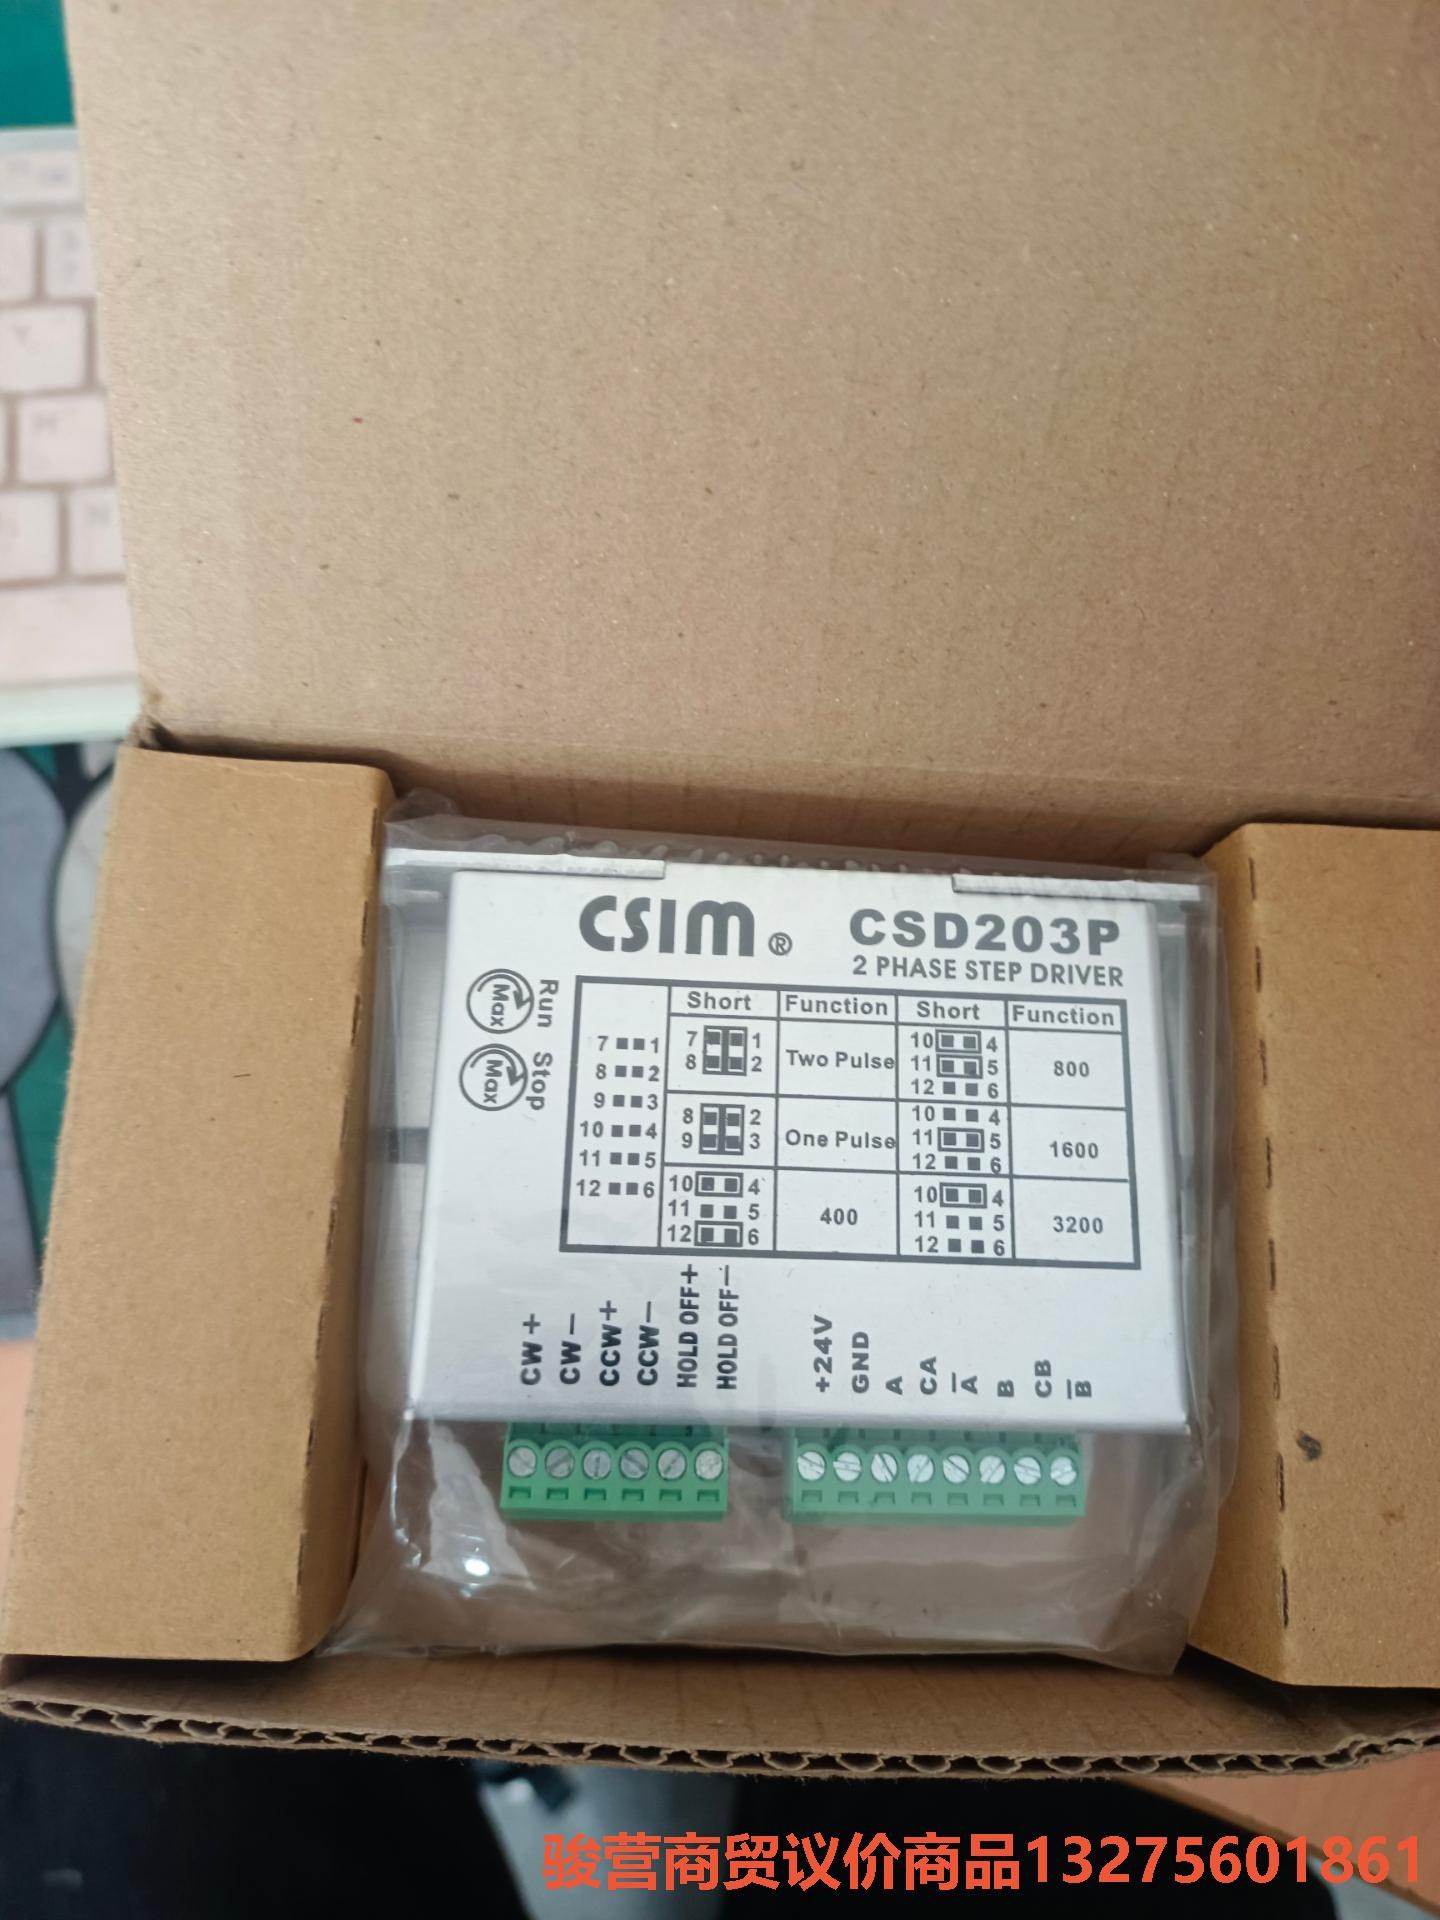 CSIM ®
CSD203P
2 PHASE STEP DRIVER
Run Max
Stop Max
Short Function Short Function
7 1
8 2
9 3
10 4
11 5
12 6
7 1
8 2
Two Pulse
10 4
11 5
12 6
800
8 2
9 3
One Pulse
10 4
11 5
12 6
1600
10 4
11 5
12 6
400
10 4
11 5
12 6
3200
CW+
CW-
CCW+
CCW-
HOLD OFF+
HOLD OFF-
+24V
GND
A
CA
A̅
B
CB
B̅
骏营商贸议价商品13275601861